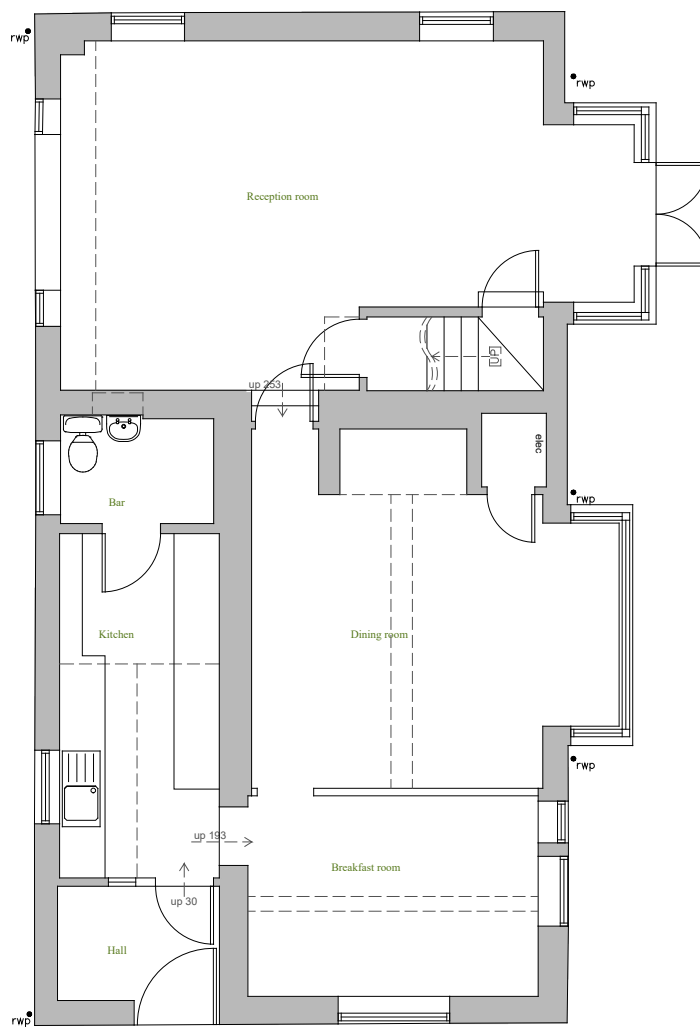 rwp
rwp
Reception room
[UP]
up 253
elec
rwp
Bar
Kitchen
Dining room
rwp
up 193
Breakfast room
up 30
Hall
rwp